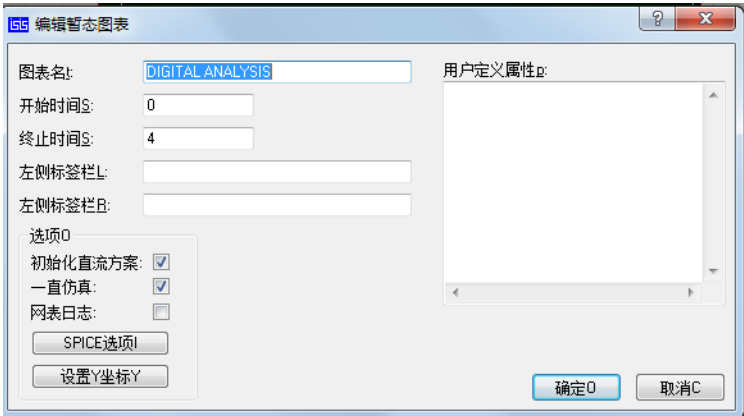 ISIS 编辑暂态图表
图表名t:
DIGITAL ANALYSIS
开始时间S:
0
终止时间S:
4
左侧标签栏L:
左侧标签栏R:
用户定义属性p:
选项O
初始化直流方案:
一直仿真:
网表日志:
SPICE选项I
设置Y坐标Y
确定O
取消C